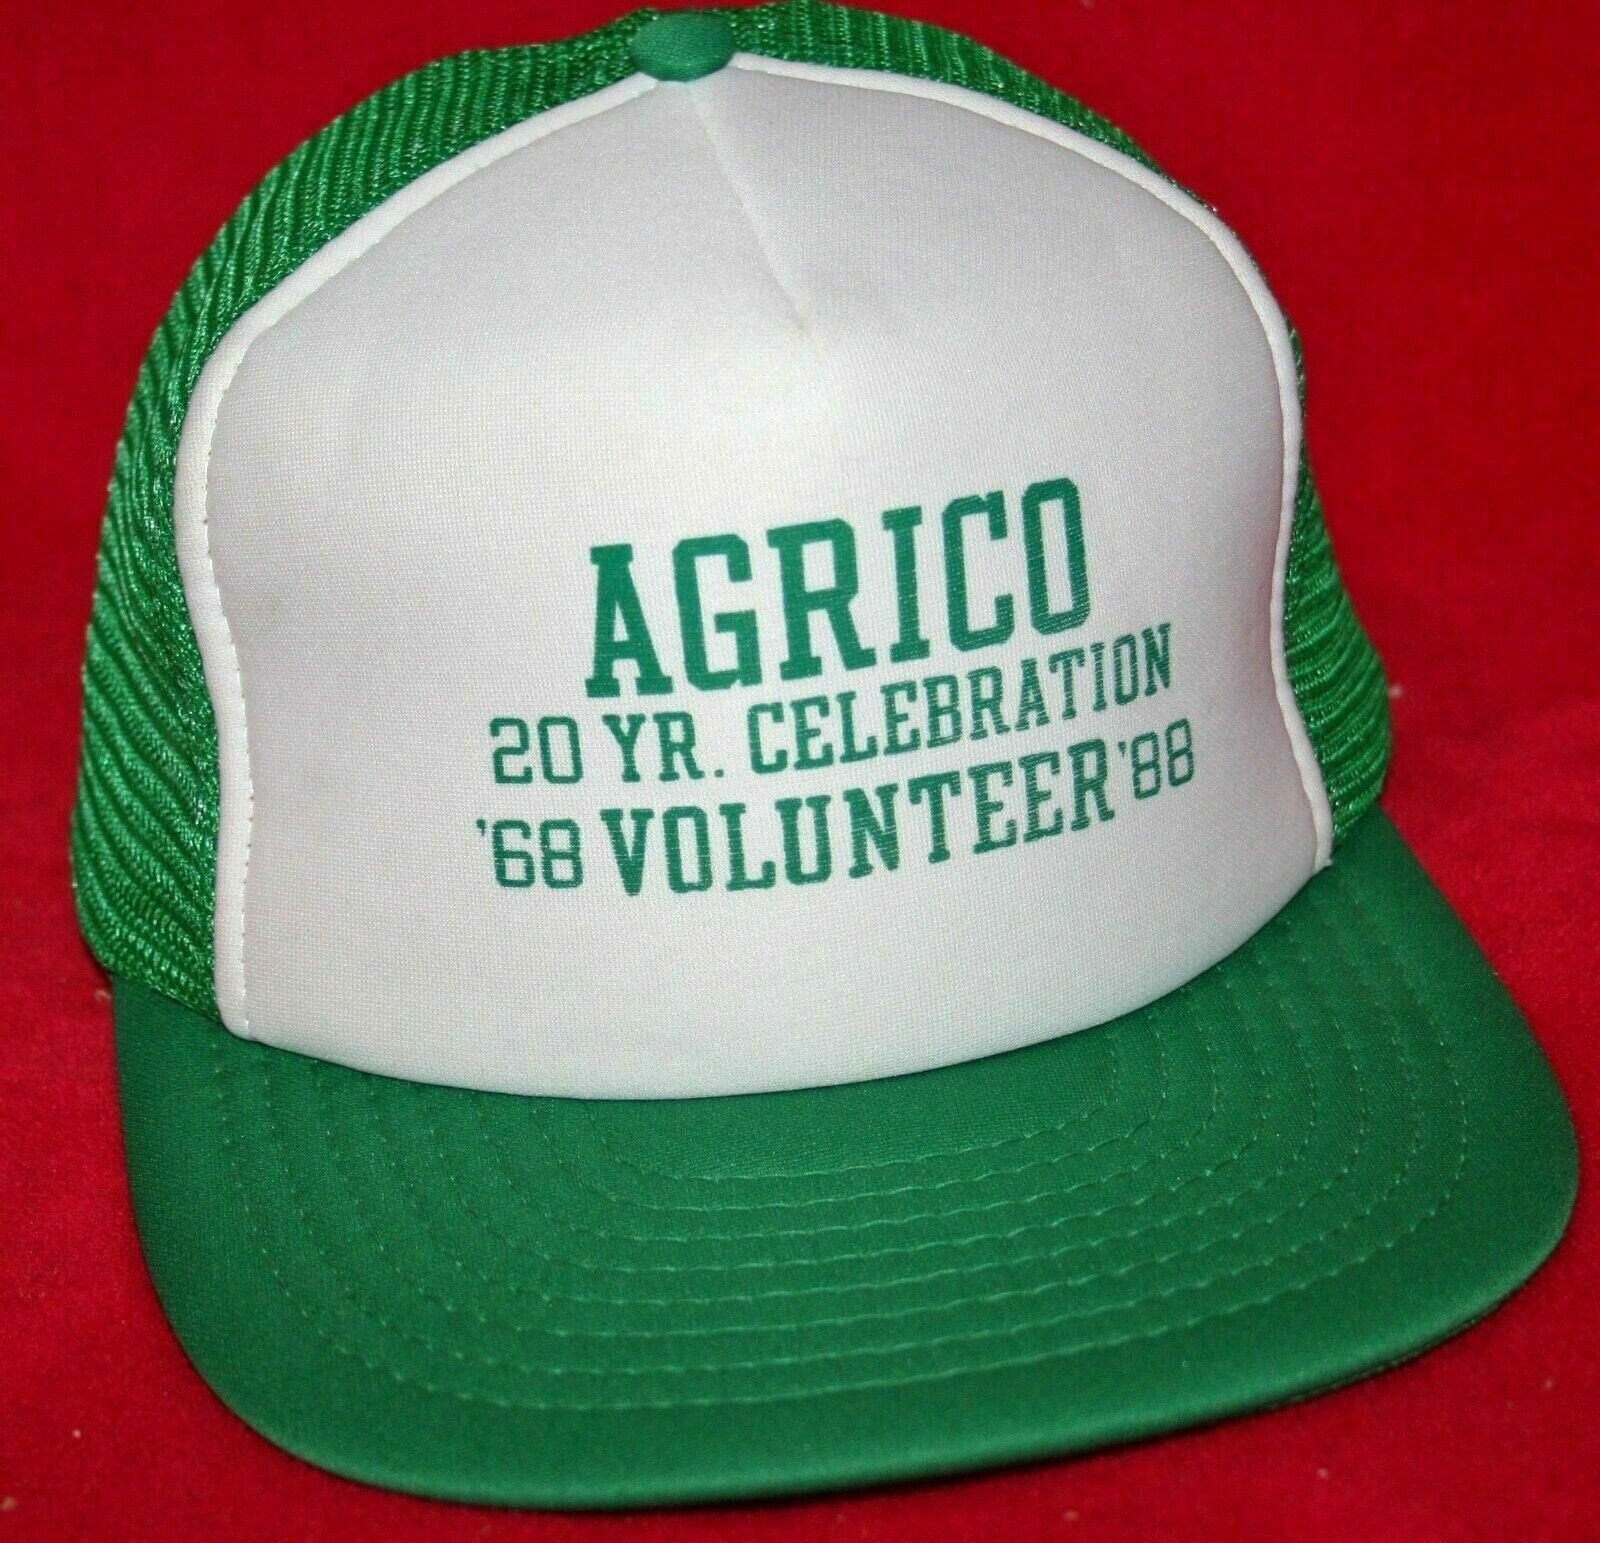 AGRICO
20 YR. CELEBRATION
'68 VOLUNTEER '88